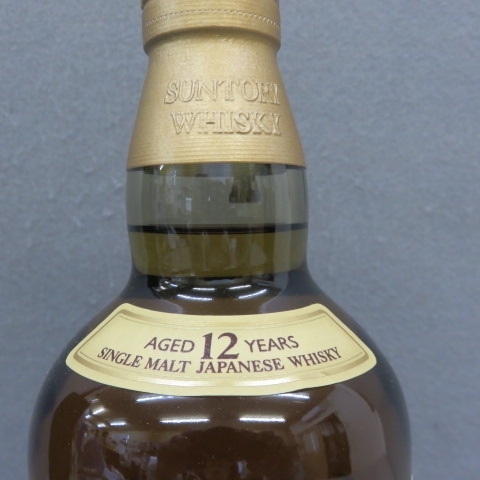 SUNTORY
WHISKY
AGED 12 YEARS
SINGLE MALT JAPANESE WHISKY